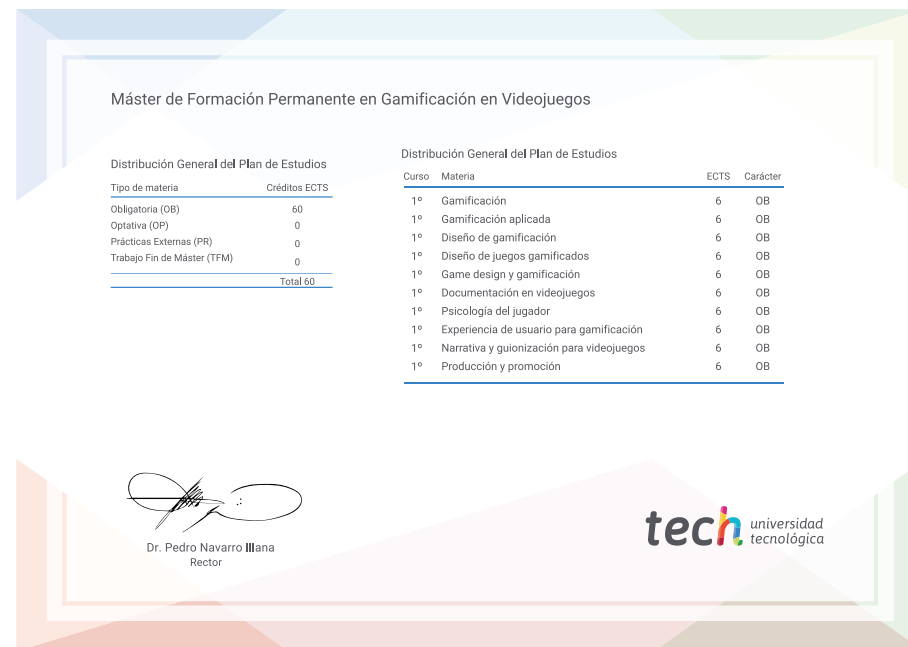 Máster de Formación Permanente en Gamificación en Videojuegos
Distribución General del Plan de Estudios
Tipo de materia Créditos ECTS
Obligatoria (OB) 60
Optativa (OP) 0
Prácticas Externas (PR) 0
Trabajo Fin de Máster (TFM) 0
Total 60
Distribución General del Plan de Estudios
Curso Materia ECTS Carácter
1º Gamificación 6 OB
1º Gamificación aplicada 6 OB
1º Diseño de gamificación 6 OB
1º Diseño de juegos gamificados 6 OB
1º Game design y gamificación 6 OB
1º Documentación en videojuegos 6 OB
1º Psicología del jugador 6 OB
1º Experiencia de usuario para gamificación 6 OB
1º Narrativa y guionización para videojuegos 6 OB
1º Producción y promoción 6 OB
Dr. Pedro Navarro Illana
Rector
tech universidad
tecnológica